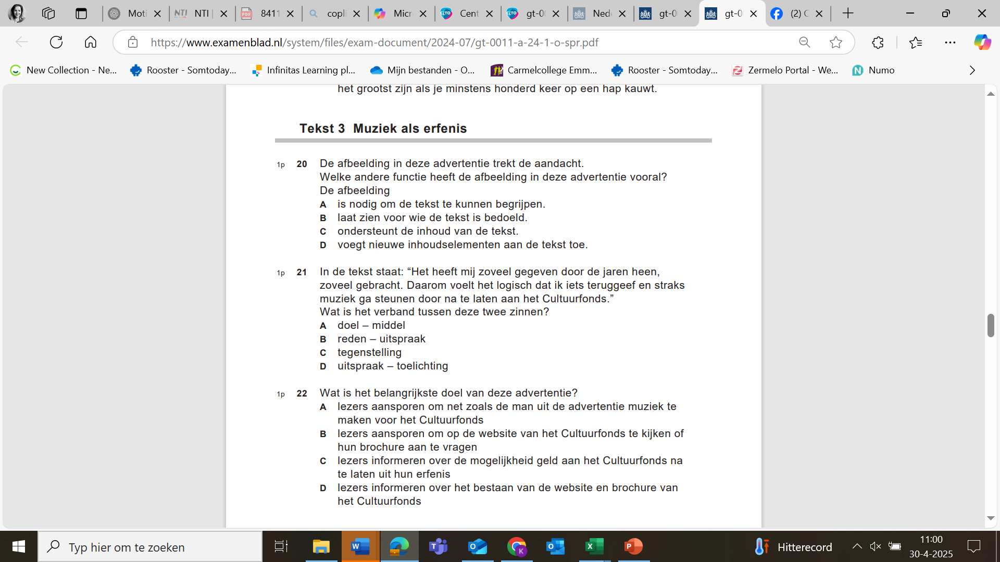 Moti
NTI |
8411
copli
Micr
Cent
gt-0
Nede
gt-0
gt-0
(2) C
https://www.examenblad.nl/system/files/exam-document/2024-07/gt-0011-a-24-1-o-spr.pdf
New Collection - Ne... Rooster - Somtoday... Infinitas Learning pl... Mijn bestanden - O... Carmelcollege Emm... Rooster - Somtoday... Zermelo Portal - We... Numo
het grootst zijn als je minstens honderd keer op een hap kauwt.
Tekst 3 Muziek als erfenis
1p 20 De afbeelding in deze advertentie trekt de aandacht.
Welke andere functie heeft de afbeelding in deze advertentie vooral?
De afbeelding
A is nodig om de tekst te kunnen begrijpen.
B laat zien voor wie de tekst is bedoeld.
C ondersteunt de inhoud van de tekst.
D voegt nieuwe inhoudselementen aan de tekst toe.
1p 21 In de tekst staat: “Het heeft mij zoveel gegeven door de jaren heen,
zoveel gebracht. Daarom voelt het logisch dat ik iets teruggeef en straks
muziek ga steunen door na te laten aan het Cultuurfonds.”
Wat is het verband tussen deze twee zinnen?
A doel – middel
B reden – uitspraak
C tegenstelling
D uitspraak – toelichting
1p 22 Wat is het belangrijkste doel van deze advertentie?
A lezers aansporen om net zoals de man uit de advertentie muziek te
maken voor het Cultuurfonds
B lezers aansporen om op de website van het Cultuurfonds te kijken of
hun brochure aan te vragen
C lezers informeren over de mogelijkheid geld aan het Cultuurfonds na
te laten uit hun erfenis
D lezers informeren over het bestaan van de website en brochure van
het Cultuurfonds
Typ hier om te zoeken
Hitterecord
11:00
30-4-2025